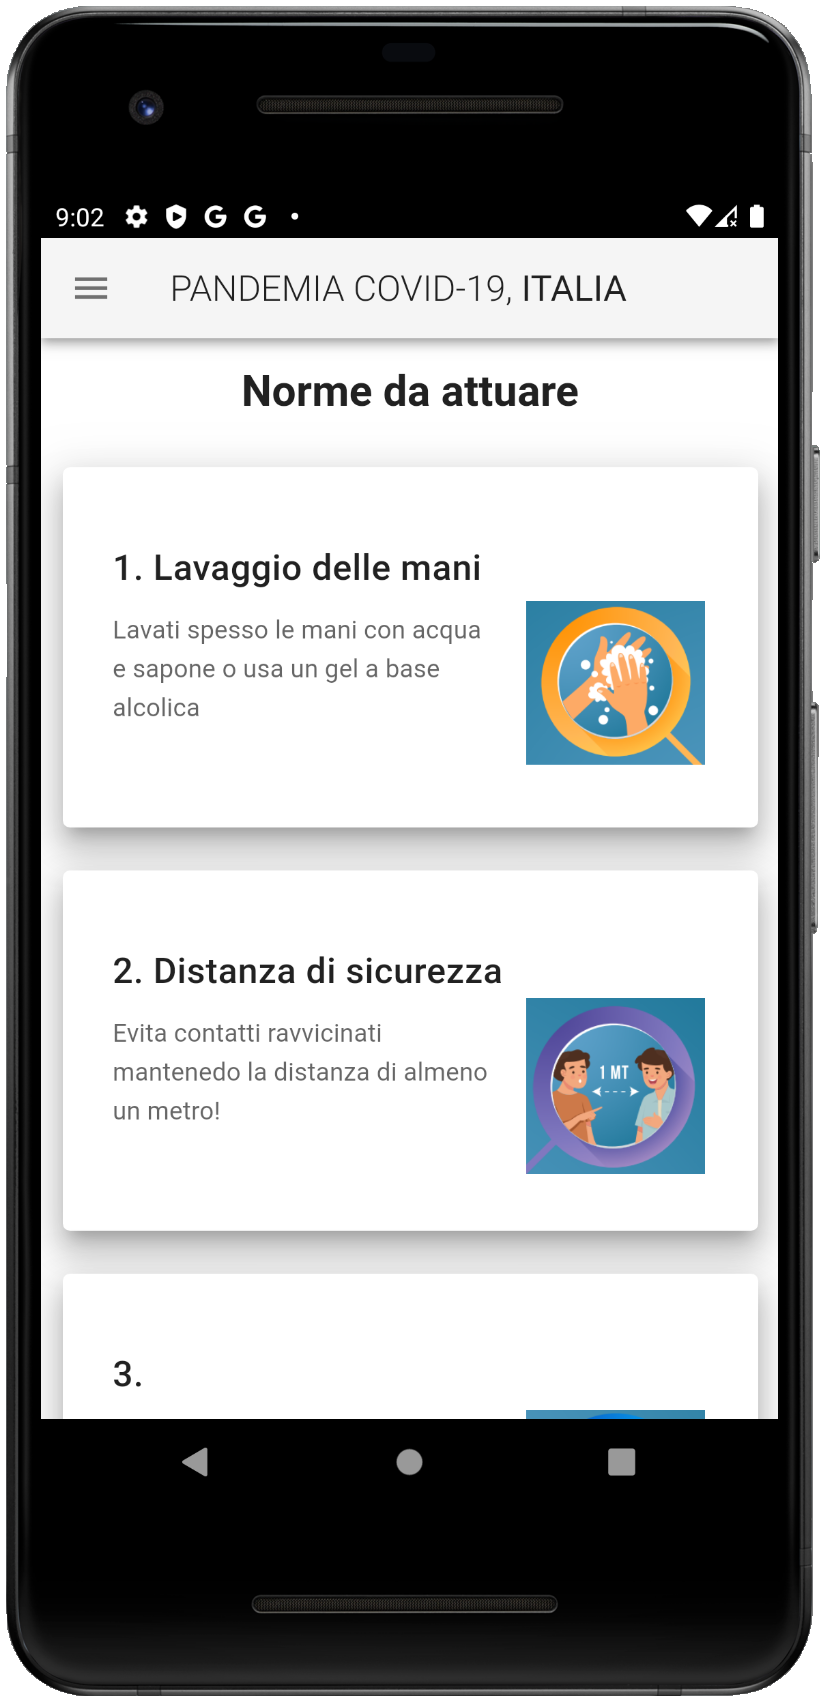 9:02
PANDEMIA COVID-19, ITALIA
Norme da attuare
1. Lavaggio delle mani
Lavati spesso le mani con acqua
e sapone o usa un gel a base
alcolica
2. Distanza di sicurezza
Evita contatti ravvicinati
mantenedo la distanza di almeno
un metro!
1 MT
3.